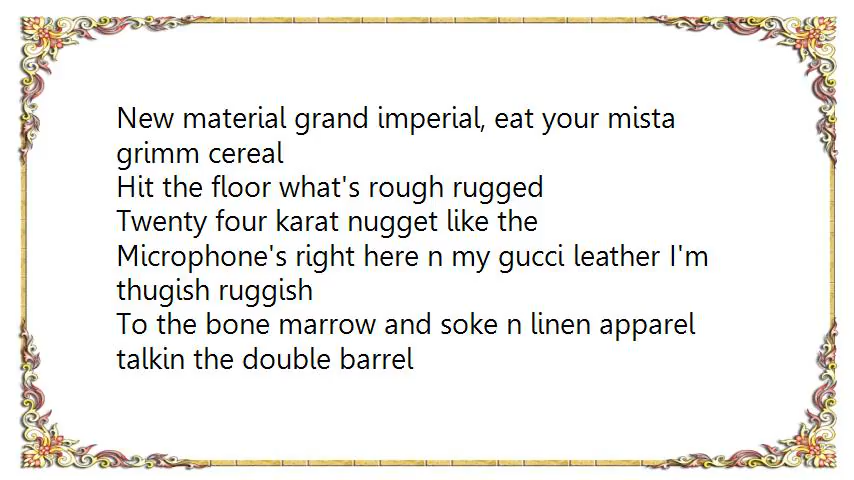 New material grand imperial, eat your mista
grimm cereal
Hit the floor what's rough rugged
Twenty four karat nugget like the
Microphone's right here n my gucci leather I'm
thugish ruggish
To the bone marrow and soke n linen apparel
talkin the double barrel